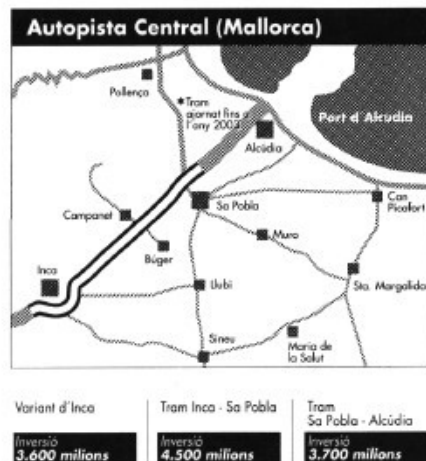 Autopista Central (Mallorca)
Pollença
*Tram
ajornat fins a
l'any 2003
Port d'Alcúdia
Alcúdia
Sa Pobla
Can
Picafort
Campanet
Muro
Búger
Inca
Llubí
Sta. Margalida
Sineu
Maria de
la Salut
Variant d'Inca
Inversió
3.600 milions
Tram Inca - Sa Pobla
Inversió
4.500 milions
Tram
Sa Pobla - Alcúdia
Inversió
3.700 milions